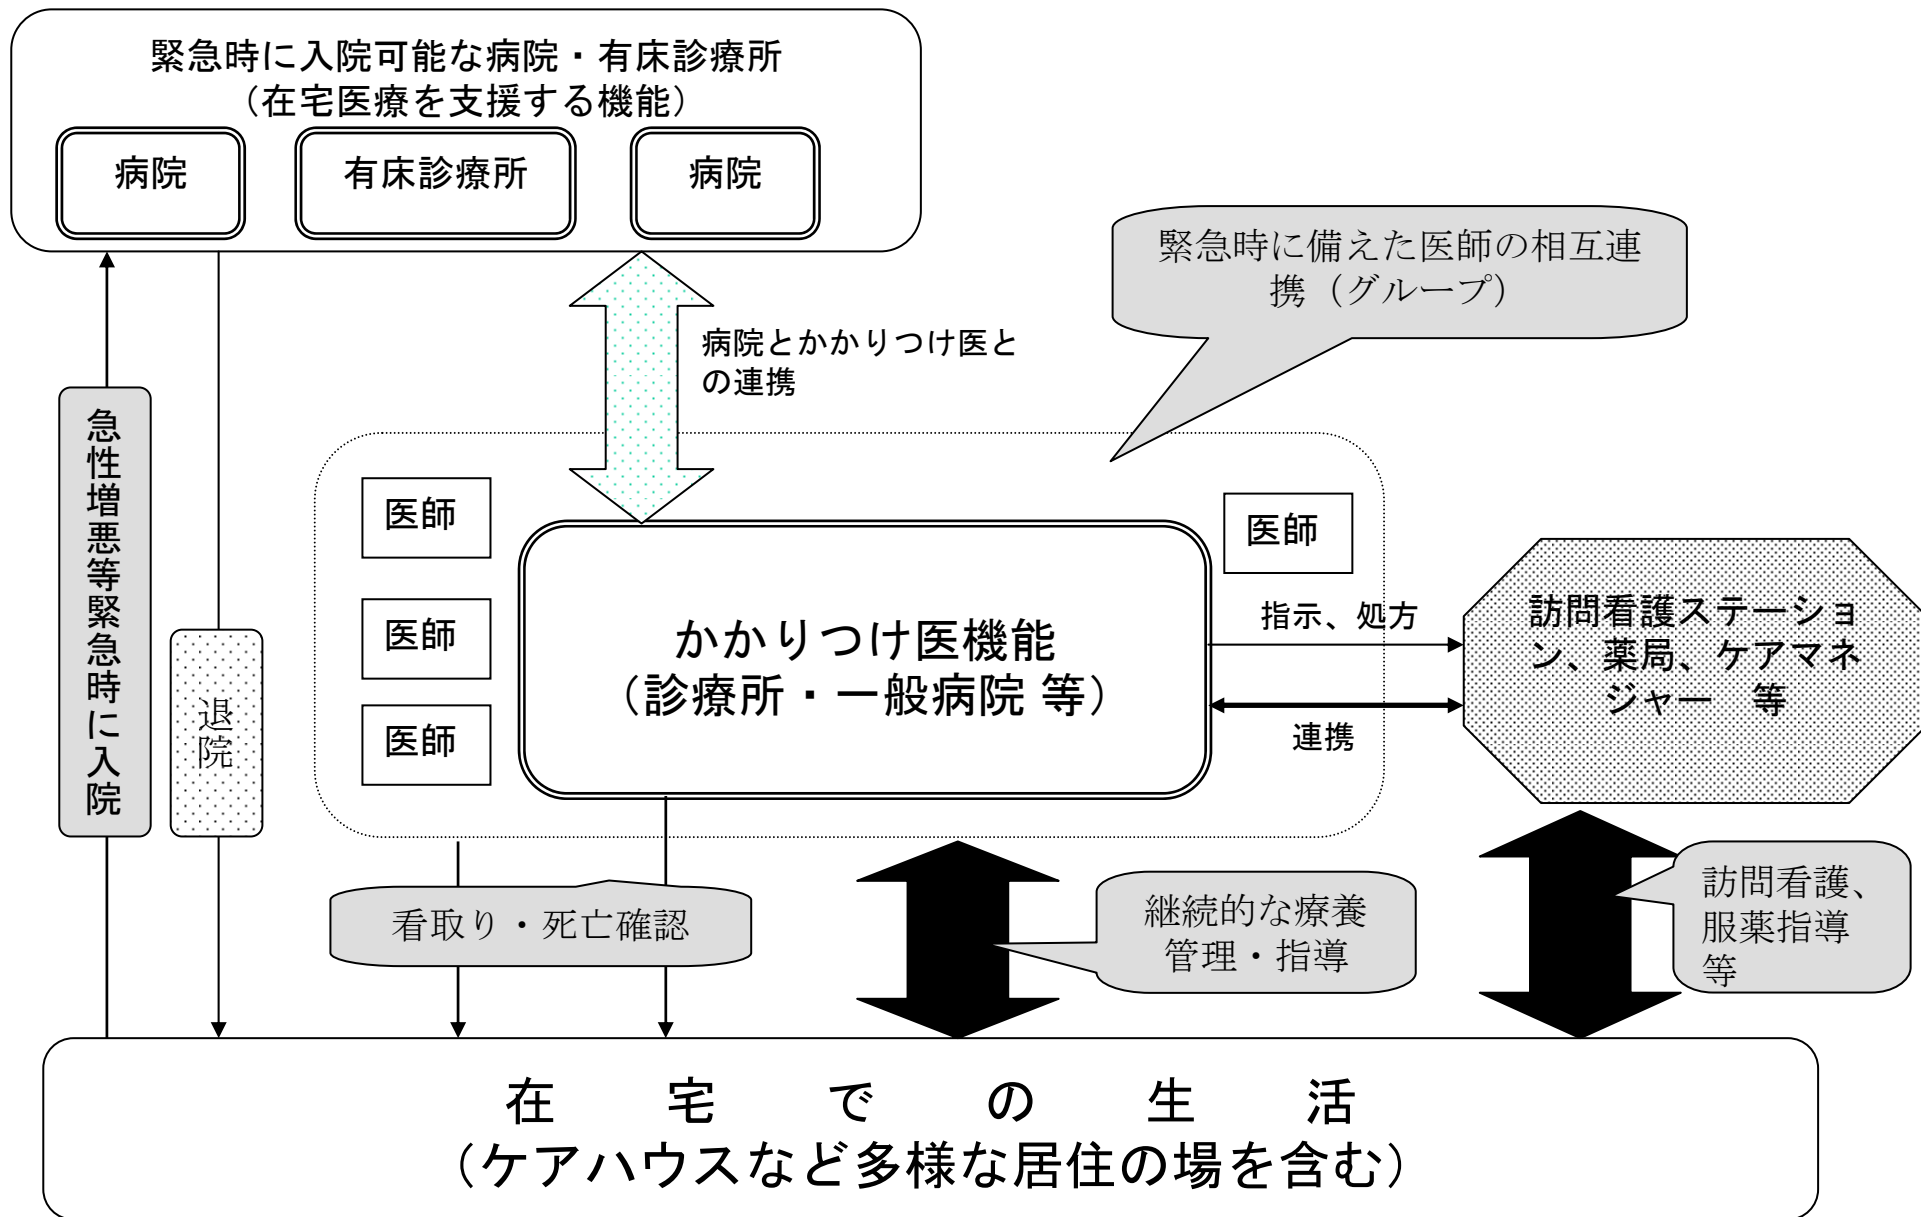 緊急時に入院可能な病院・有床診療所
（在宅医療を支援する機能）
病院
有床診療所
病院
緊急時に備えた医師の相互連
携（グループ）
病院とかかりつけ医と
の連携
急性増悪等緊急時に入院
退院
医師
医師
医師
医師
かかりつけ医機能
（診療所・一般病院 等）
指示、処方
連携
訪問看護ステーショ
ン、薬局、ケアマネ
ジャー　等
看取り・死亡確認
継続的な療養
管理・指導
訪問看護、
服薬指導
等
在　宅　で　の　生　活
（ケアハウスなど多様な居住の場を含む）